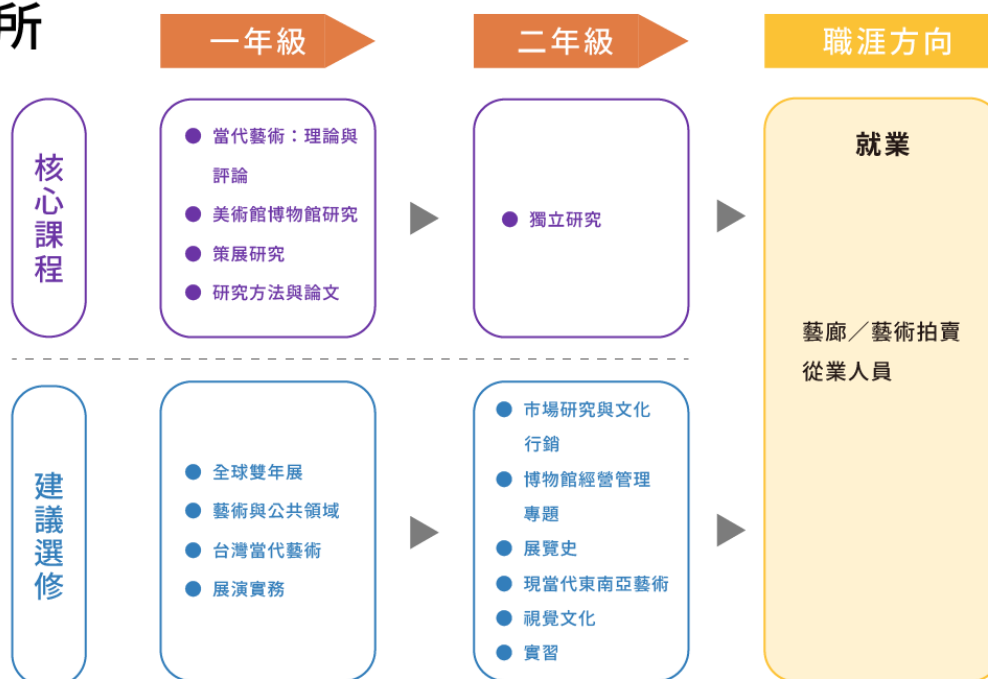 所
一年級
二年級
職涯方向
核心課程
當代藝術：理論與
評論
美術館博物館研究
策展研究
研究方法與論文
獨立研究
就業
藝廊／藝術拍賣
從業人員
建議選修
全球雙年展
藝術與公共領域
台灣當代藝術
展演實務
市場研究與文化
行銷
博物館經營管理
專題
展覽史
現當代東南亞藝術
視覺文化
實習